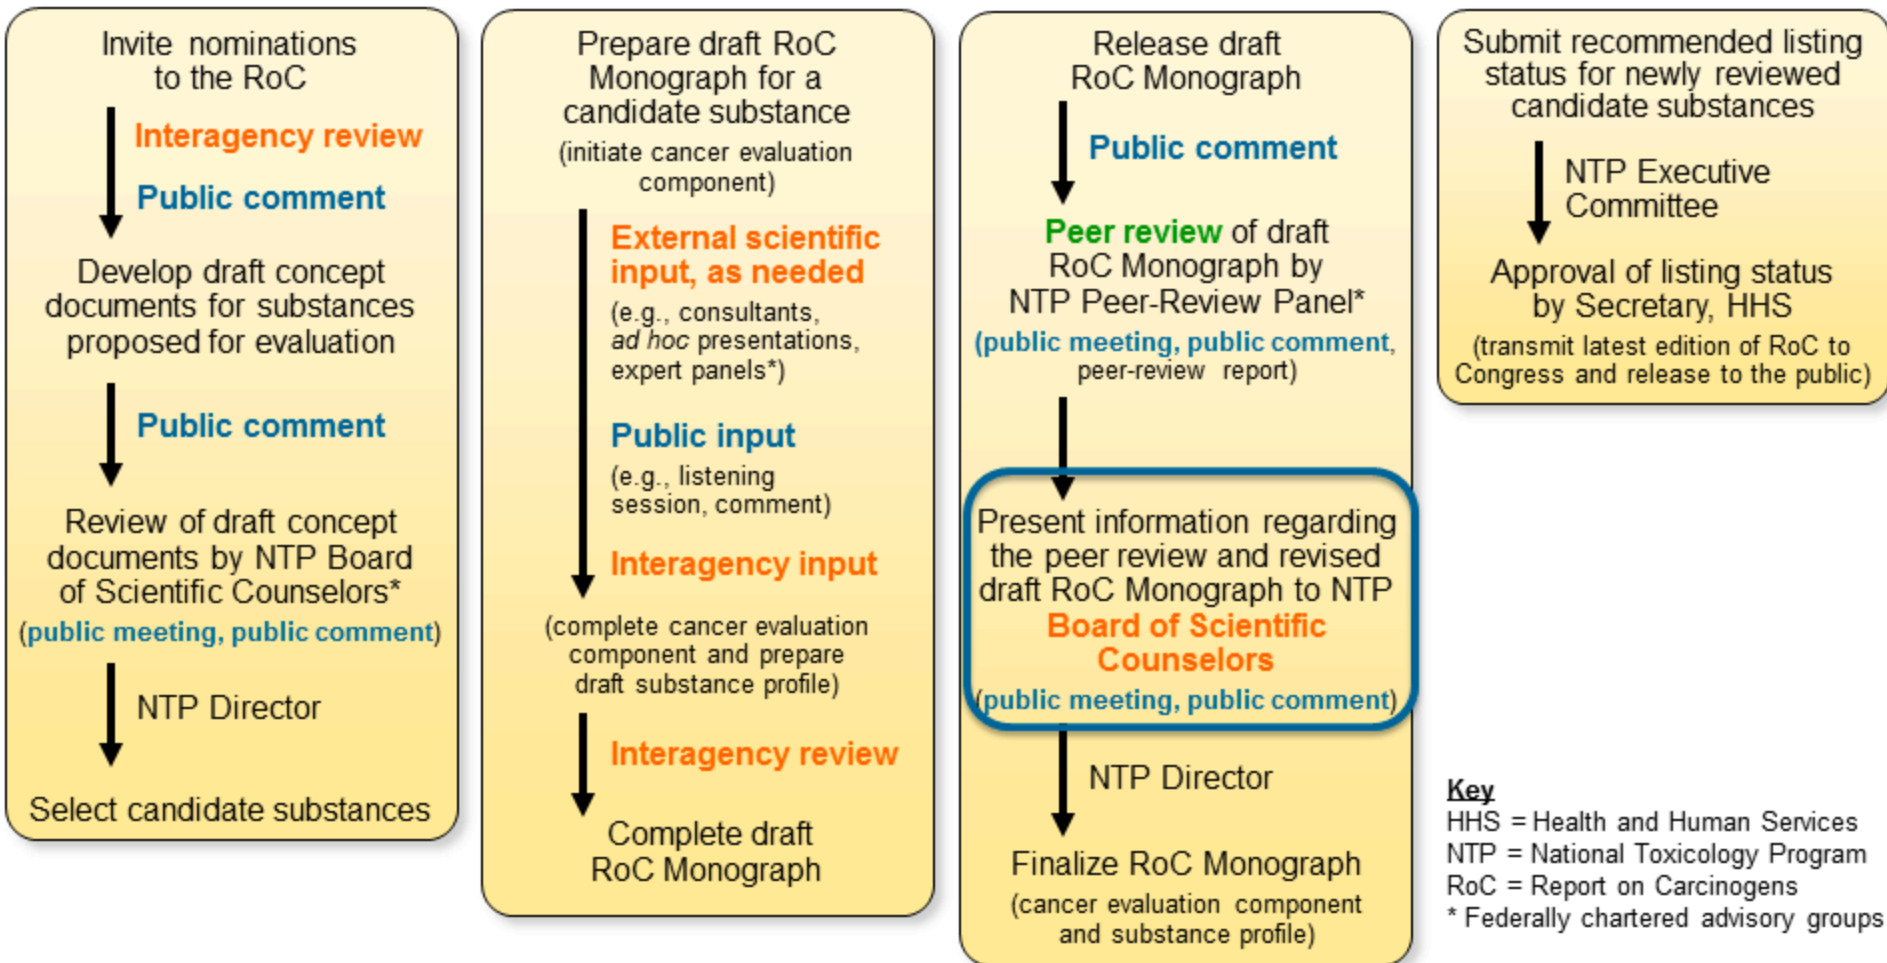 Invite nominations
to the RoC
Interagency review
Public comment
Develop draft concept
documents for substances
proposed for evaluation
Public comment
Review of draft concept
documents by NTP Board
of Scientific Counselors*
(public meeting, public comment)
NTP Director
Select candidate substances
Prepare draft RoC
Monograph for a
candidate substance
(initiate cancer evaluation
component)
External scientific
input, as needed
(e.g., consultants,
ad hoc presentations,
expert panels*)
Public input
(e.g., listening
session, comment)
Interagency input
(complete cancer evaluation
component and prepare
draft substance profile)
Interagency review
Complete draft
RoC Monograph
Release draft
RoC Monograph
Public comment
Peer review of draft
RoC Monograph by
NTP Peer-Review Panel*
(public meeting, public comment,
peer-review report)
Present information regarding
the peer review and revised
draft RoC Monograph to NTP
Board of Scientific
Counselors
(public meeting, public comment)
NTP Director
Finalize RoC Monograph
(cancer evaluation component
and substance profile)
Submit recommended listing
status for newly reviewed
candidate substances
NTP Executive
Committee
Approval of listing status
by Secretary, HHS
(transmit latest edition of RoC to
Congress and release to the public)
Key
HHS = Health and Human Services
NTP = National Toxicology Program
RoC = Report on Carcinogens
* Federally chartered advisory groups